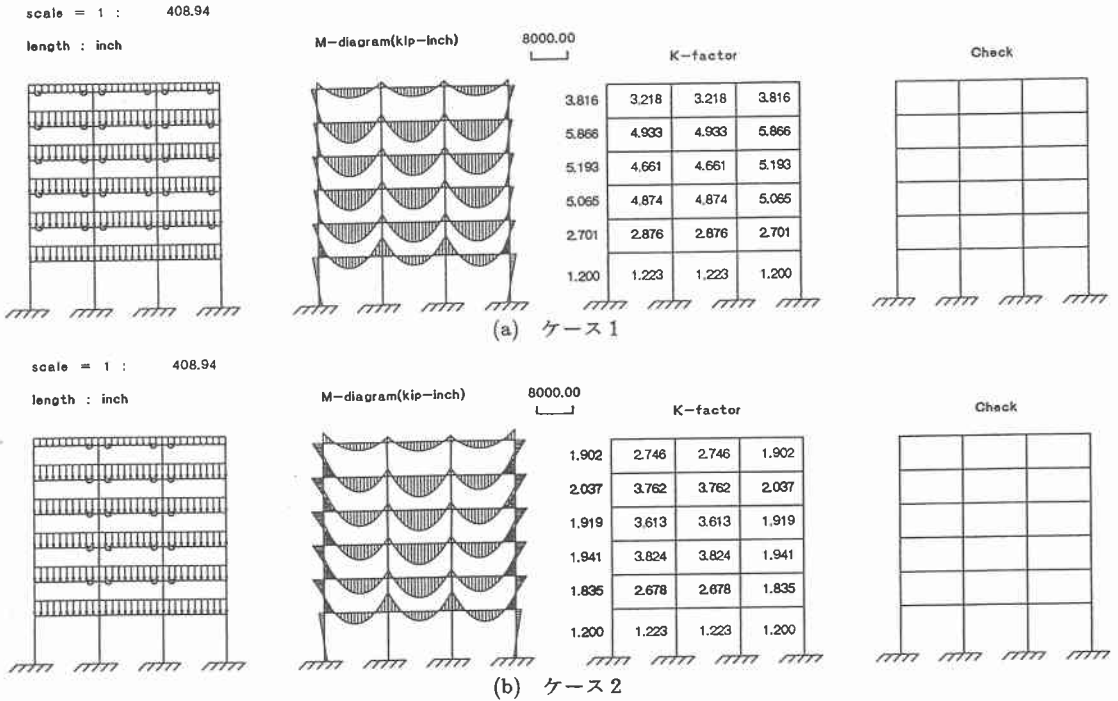 scale = 1 : 408.94
length : inch
M-diagram(kip-inch)
8000.00
K-factor
Check
3.816 3.218 3.218 3.816
5.866 4.933 4.933 5.866
5.193 4.661 4.661 5.193
5.065 4,874 4.874 5.065
2.701 2.876 2.876 2.701
1.200 1.223 1,223 1.200
(a) ケース1
scale = 1 : 408.94
length : inch
M-diagram(kip-inch)
8000.00
K-factor
Check
1.902 2.746 2.746 1.902
2.037 3.762 3.762 2.037
1.919 3.613 3.613 1.919
1.941 3.824 3.824 1.941
1.835 2.678 2.678 1.835
1.200 1.223 1.223 1.200
(b) ケース2